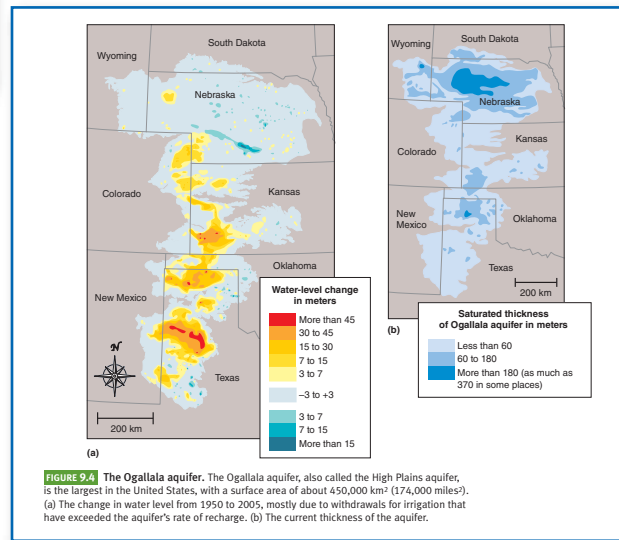 South Dakota
Wyoming
Nebraska
Colorado
Kansas
Oklahoma
New Mexico
Texas
N
200 km
(a)
Water-level change
in meters
More than 45
30 to 45
15 to 30
7 to 15
3 to 7
–3 to +3
3 to 7
7 to 15
More than 15
South Dakota
Wyoming
Nebraska
Kansas
Colorado
New
Mexico
Oklahoma
Texas
200 km
(b)
Saturated thickness
of Ogallala aquifer in meters
Less than 60
60 to 180
More than 180 (as much as
370 in some places)
FIGURE 9.4 The Ogallala aquifer. The Ogallala aquifer, also called the High Plains aquifer,
is the largest in the United States, with a surface area of about 450,000 km² (174,000 miles²).
(a) The change in water level from 1950 to 2005, mostly due to withdrawals for irrigation that
have exceeded the aquifer's rate of recharge. (b) The current thickness of the aquifer.